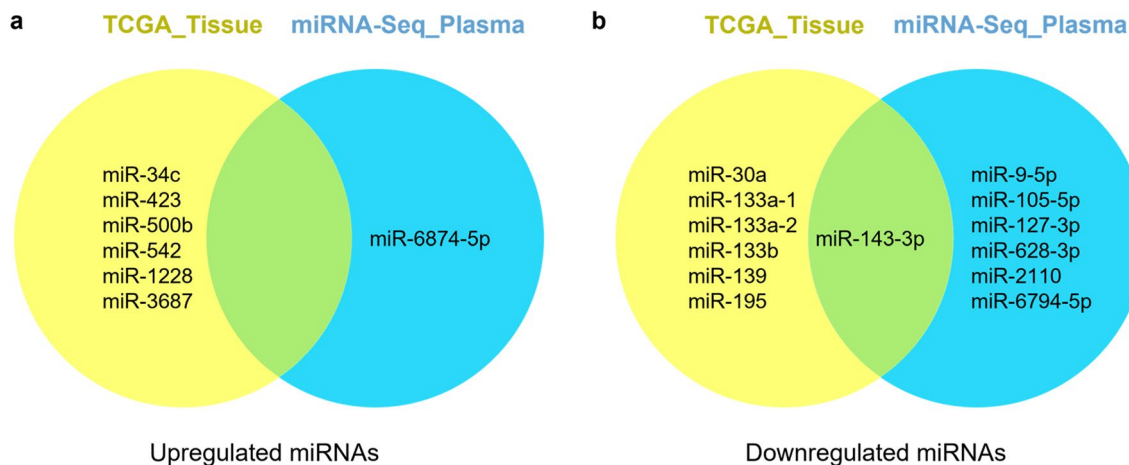 a
TCGA_Tissue miRNA-Seq_Plasma
miR-34c
miR-423
miR-500b
miR-542
miR-1228
miR-3687
miR-6874-5p
Upregulated miRNAs
b
TCGA_Tissue miRNA-Seq_Plasma
miR-30a
miR-133a-1
miR-133a-2
miR-133b
miR-139
miR-195
miR-143-3p
miR-9-5p
miR-105-5p
miR-127-3p
miR-628-3p
miR-2110
miR-6794-5p
Downregulated miRNAs